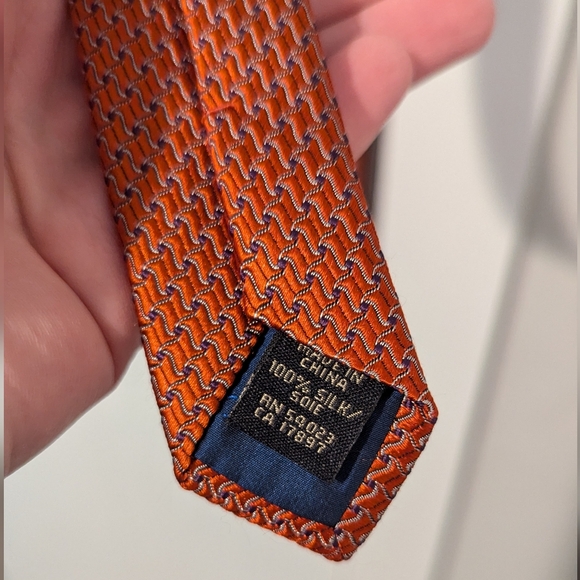 MADE IN
CHINA
100% SILK/
SOIE
RN 54023
CA 17897